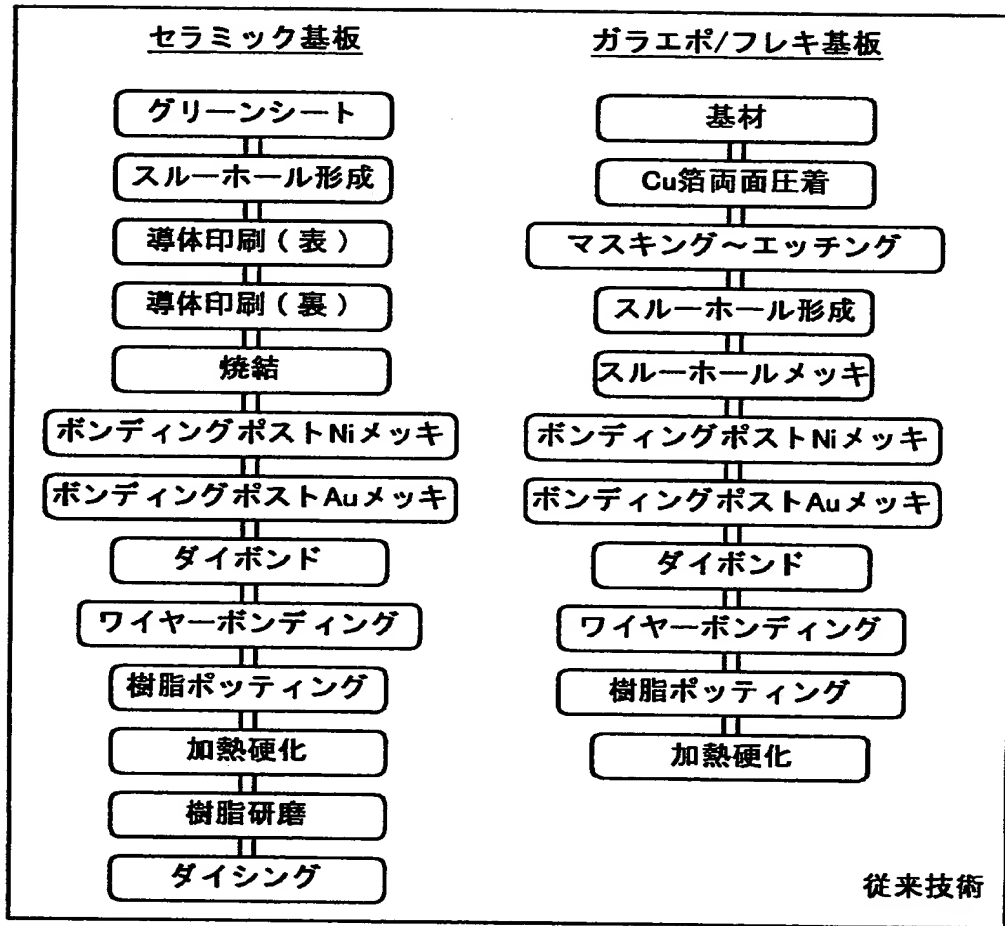 セラミック基板
グリーンシート
スルーホール形成
導体印刷(表)
導体印刷(裏)
焼結
ボンディングポストNiメッキ
ボンディングポストAuメッキ
ダイボンド
ワイヤーボンディング
樹脂ポッティング
加熱硬化
樹脂研磨
ダイシング
ガラエポ/フレキ基板
基材
Cu箔両面圧着
マスキング～エッチング
スルーホール形成
スルーホールメッキ
ボンディングポストNiメッキ
ボンディングポストAuメッキ
ダイボンド
ワイヤーボンディング
樹脂ポッティング
加熱硬化
従来技術